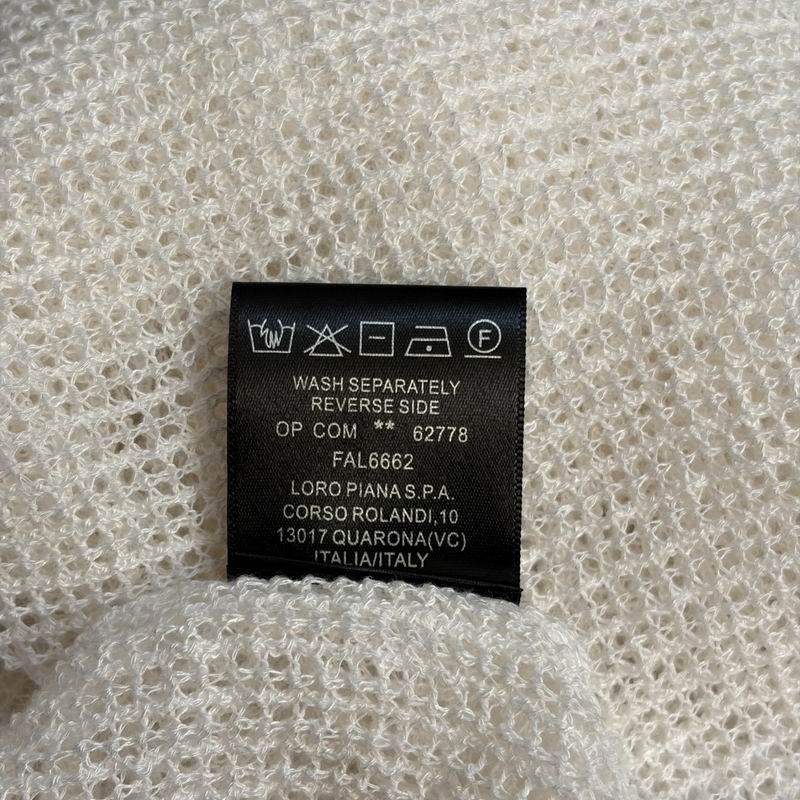 F
WASH SEPARATELY
REVERSE SIDE
OP COM ** 62778
FAL6662
LORO PIANA S.P.A.
CORSO ROLANDI,10
13017 QUARONA(VC)
ITALIA/ITALY